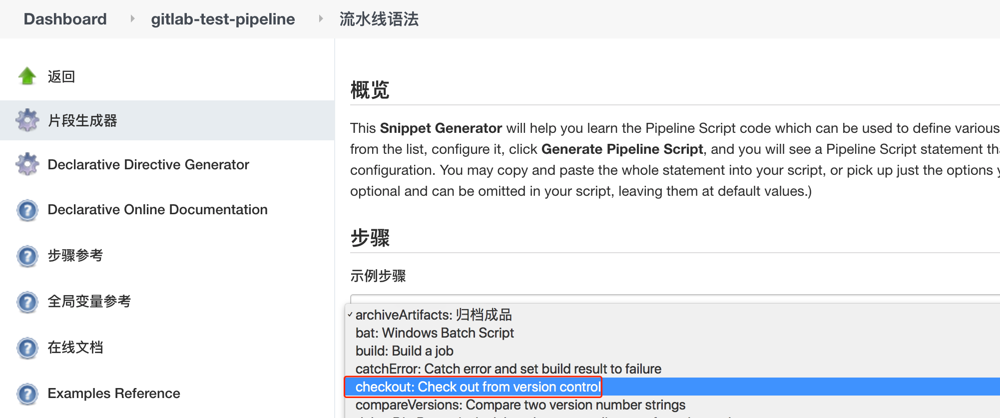 Dashboard gitlab-test-pipeline 流水线语法
返回
片段生成器
Declarative Directive Generator
Declarative Online Documentation
步骤参考
全局变量参考
在线文档
Examples Reference
概览
This Snippet Generator will help you learn the Pipeline Script code which can be used to define various
from the list, configure it, click Generate Pipeline Script, and you will see a Pipeline Script statement
configuration. You may copy and paste the whole statement into your script, or pick up just the options
optional and can be omitted in your script, leaving them at default values.)
步骤
示例步骤
✓ archiveArtifacts: 归档成品
bat: Windows Batch Script
build: Build a job
catchError: Catch error and set build result to failure
checkout: Check out from version control
compareVersions: Compare two version number strings